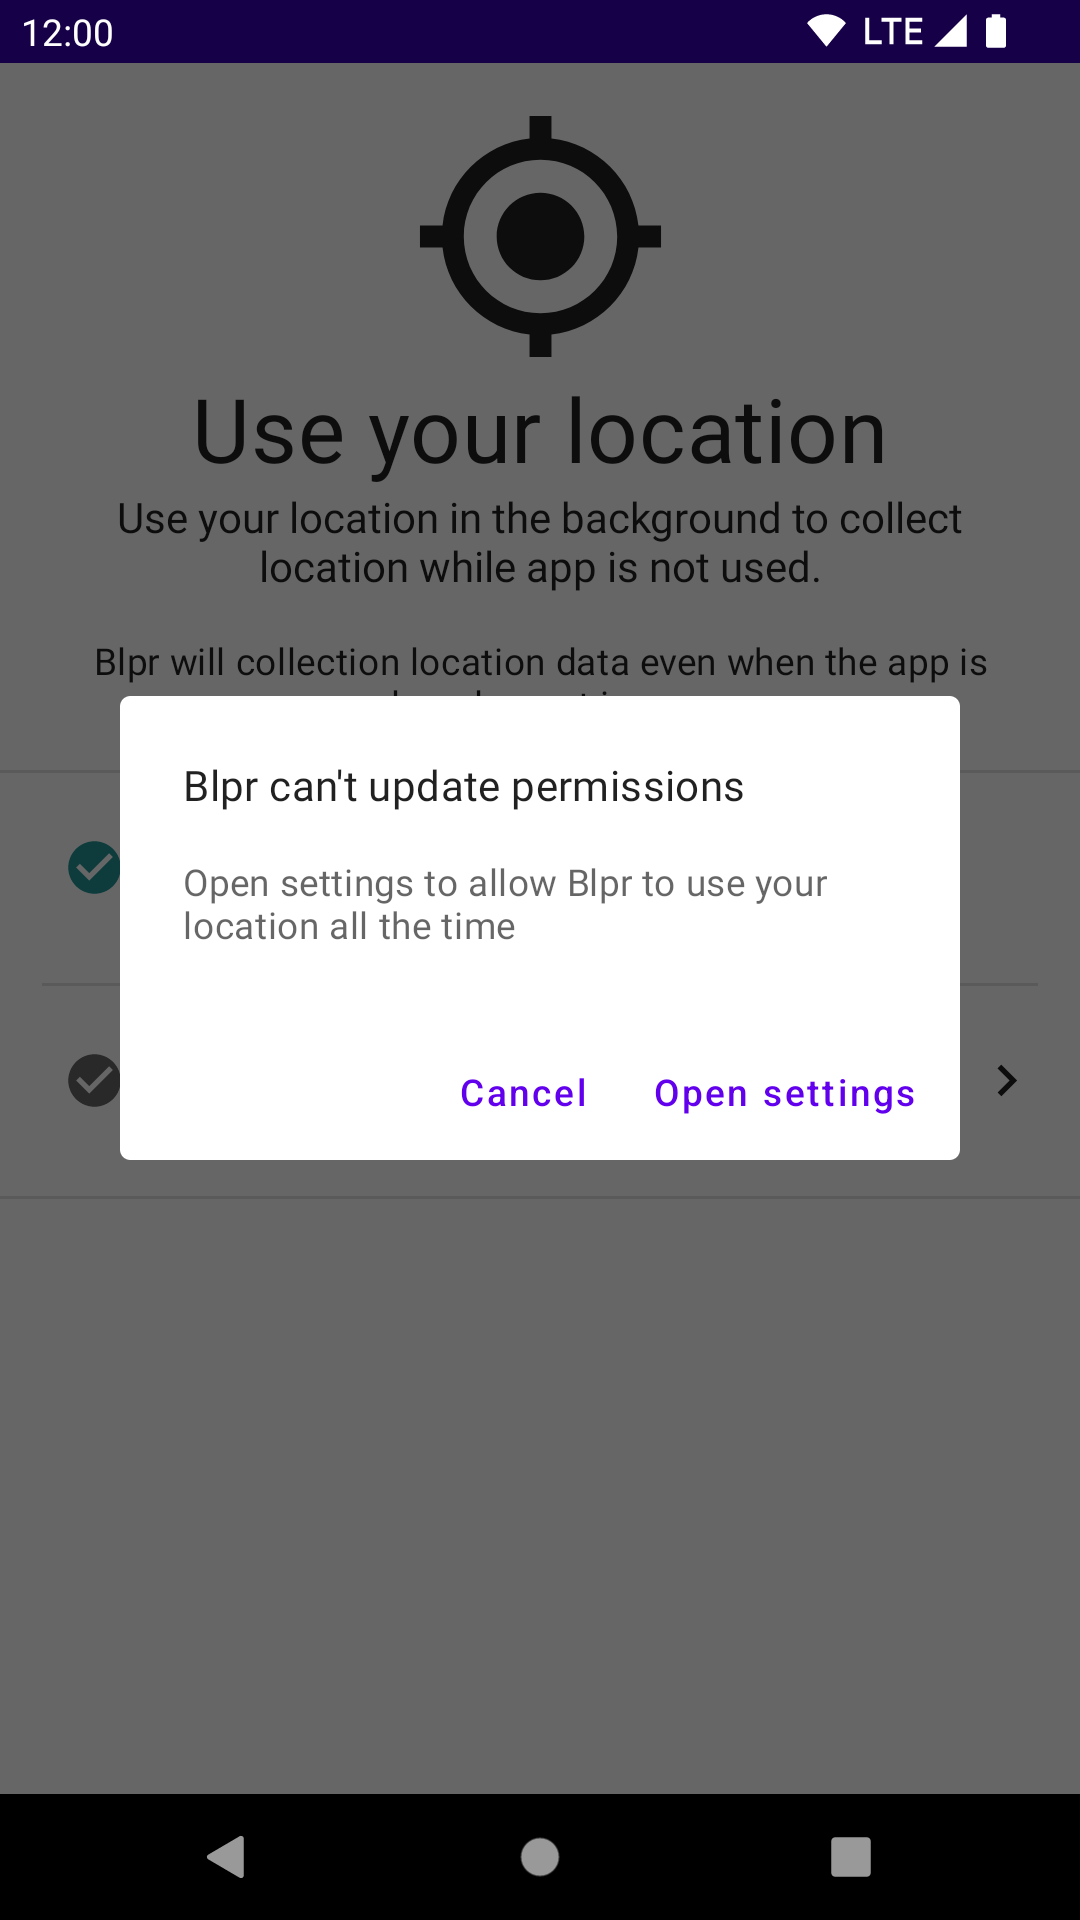 12:00
LTE
Use your location
Use your location in the background to collect
location while app is not used.
Blpr will collection location data even when the app is
Blpr can't update permissions
Open settings to allow Blpr to use your
location all the time
Cancel
Open settings